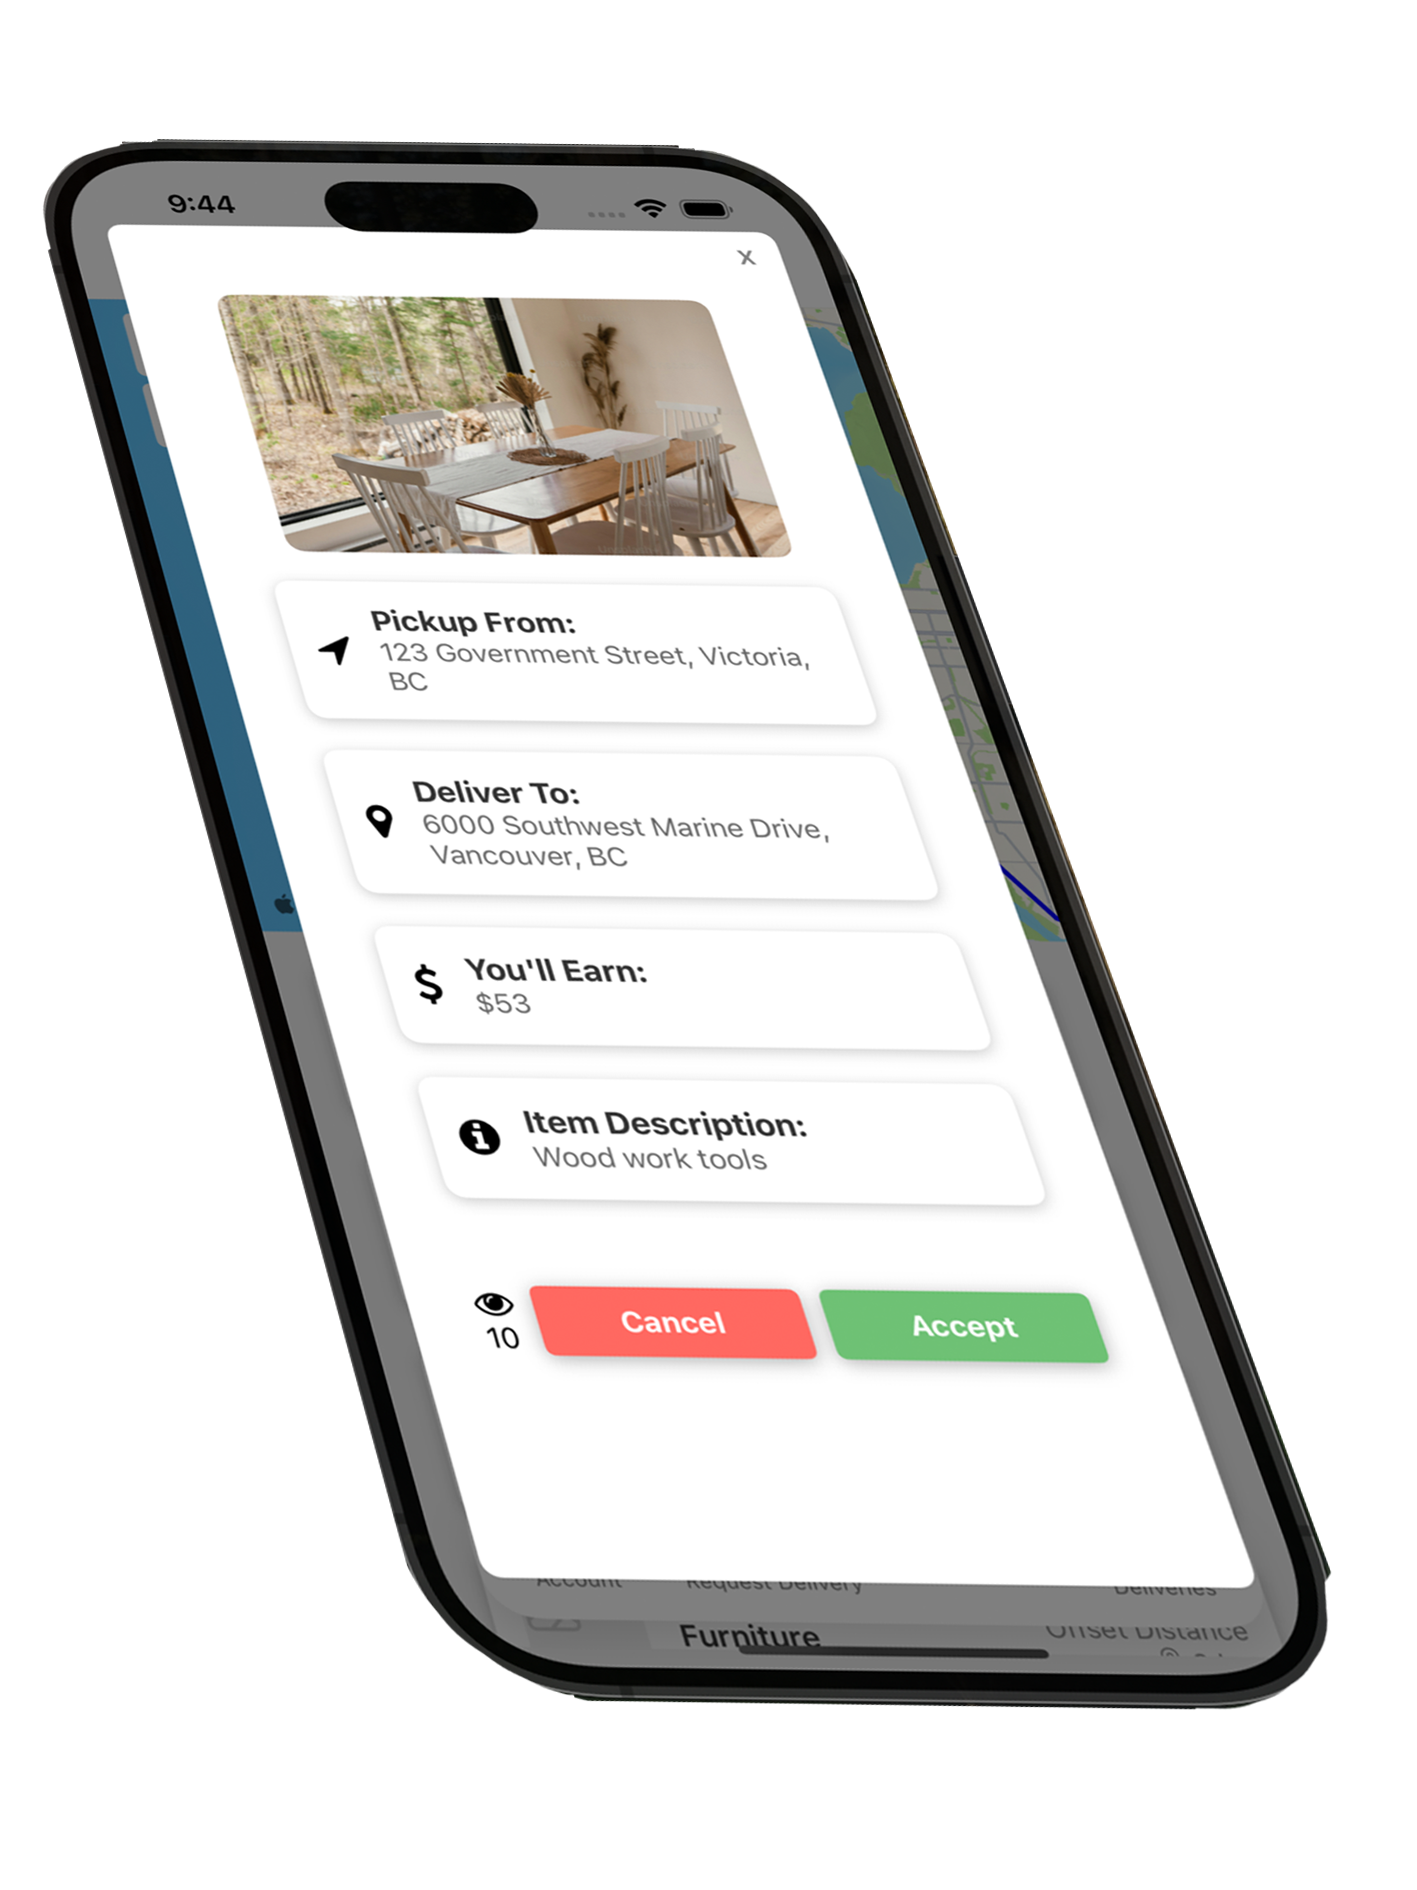 9:44
x
Pickup From:
123 Government Street, Victoria,
BC
Deliver To:
6000 Southwest Marine Drive,
Vancouver, BC
$
You'll Earn:
$53
Item Description:
Wood work tools
10
Cancel
Accept
Account
Request Delivery
Deliveries
Furniture
Offset Distance